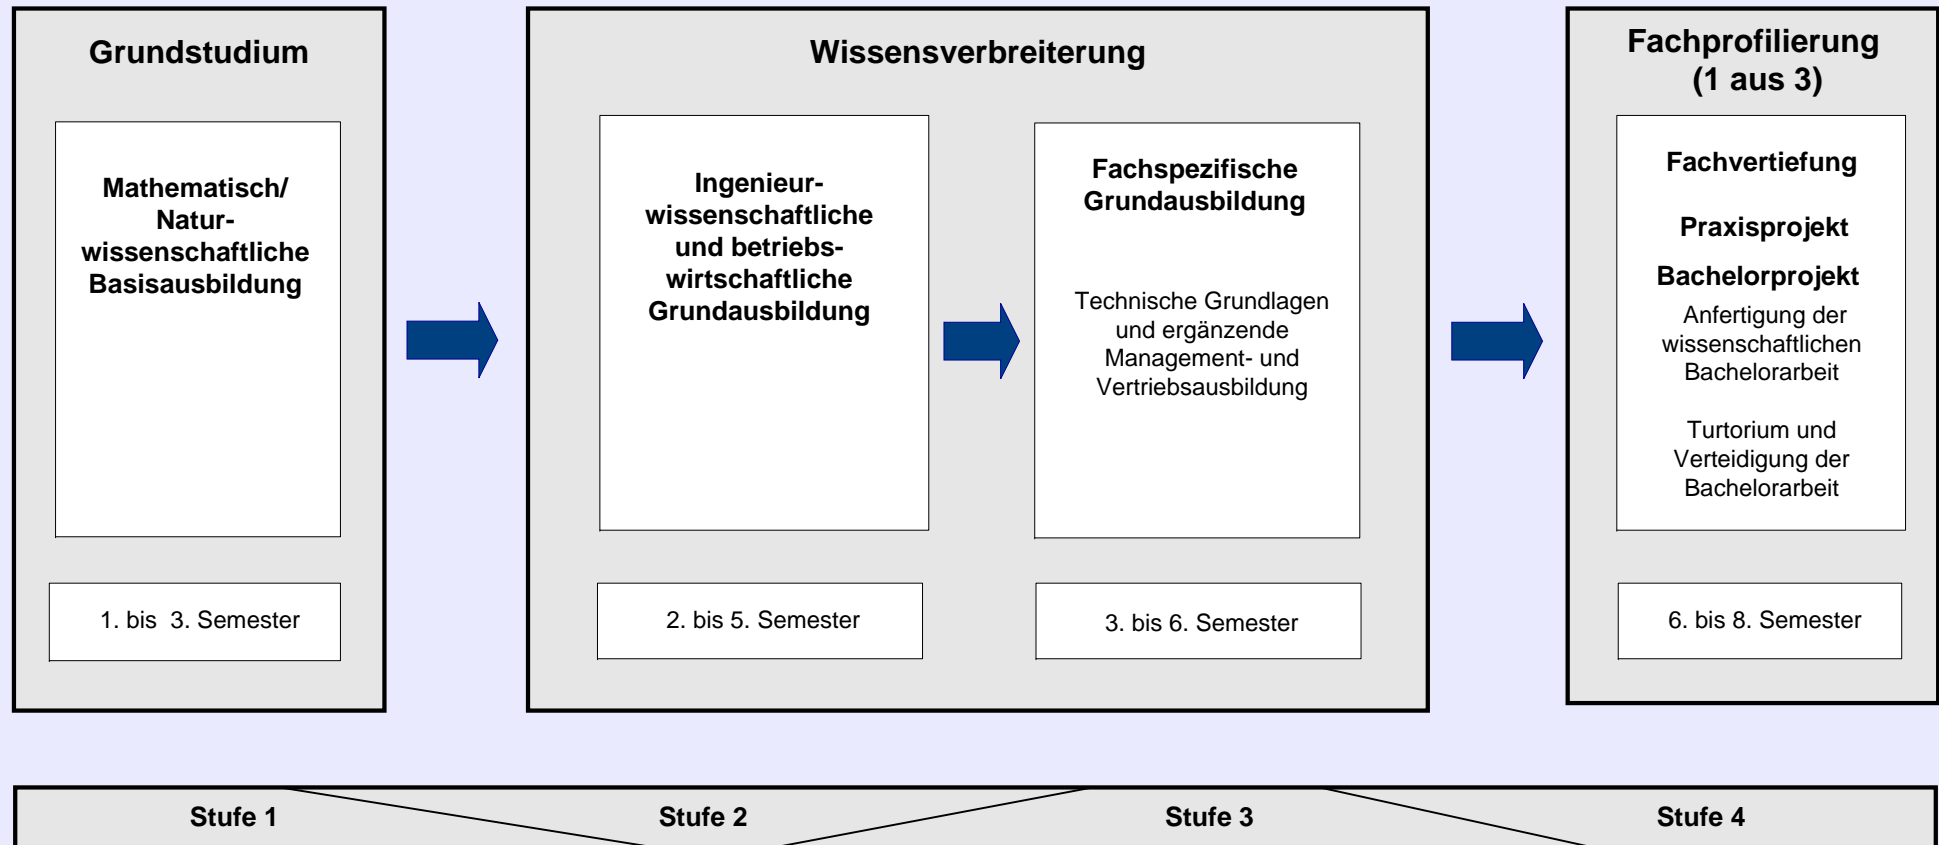 Grundstudium
Mathematisch/
Natur-
wissenschaftliche
Basisausbildung
1. bis 3. Semester
Wissensverbreiterung
Ingenieur-
wissenschaftliche
und betriebs-
wirtschaftliche
Grundausbildung
2. bis 5. Semester
Fachspezifische
Grundausbildung
Technische Grundlagen
und ergänzende
Management- und
Vertriebsausbildung
3. bis 6. Semester
Fachprofilierung
(1 aus 3)
Fachvertiefung
Praxisprojekt
Bachelorprojekt
Anfertigung der
wissenschaftlichen
Bachelorarbeit
Turtorium und
Verteidigung der
Bachelorarbeit
6. bis 8. Semester
Stufe 1
Stufe 2
Stufe 3
Stufe 4